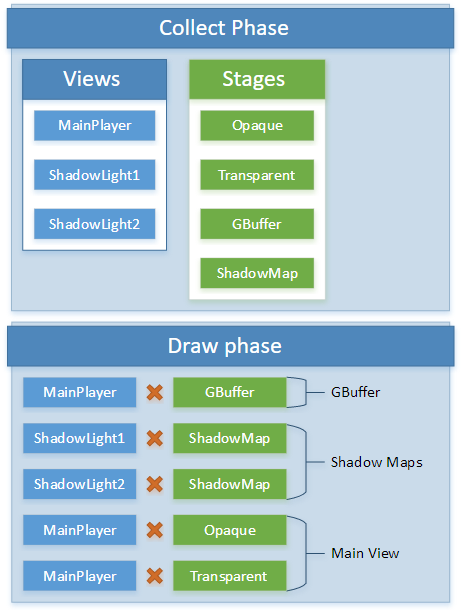 Collect Phase
Views
Stages
MainPlayer
Opaque
ShadowLight1
Transparent
ShadowLight2
GBuffer
ShadowMap
Draw phase
MainPlayer
GBuffer
GBuffer
ShadowLight1
ShadowMap
Shadow Maps
ShadowLight2
ShadowMap
MainPlayer
Opaque
Main View
MainPlayer
Transparent